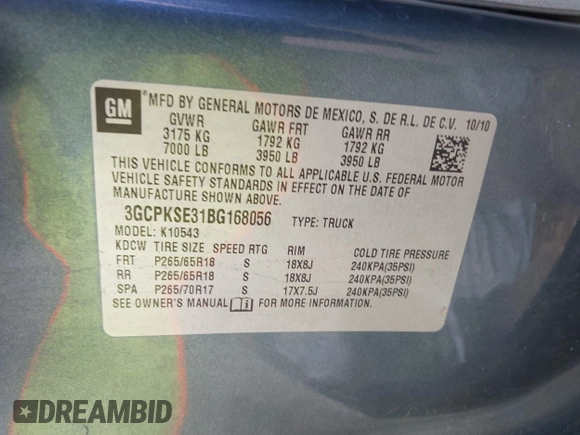 GM
MFD BY GENERAL MOTORS DE MEXICO, S. DE R.L. DE C.V. 10/10
GVWR GAWR FRT GAWR RR
3175 KG 1792 KG 1792 KG
7000 LB 3950 LB 3950 LB
THIS VEHICLE CONFORMS TO ALL APPLICABLE U.S. FEDERAL MOTOR
VEHICLE SAFETY STANDARDS IN EFFECT ON THE DATE OF
MANUFACTURE SHOWN ABOVE.
3GCPKSE31BG168056 TYPE: TRUCK
MODEL: K10543
KDCW TIRE SIZE SPEED RTG RIM COLD TIRE PRESSURE
FRT P265/65R18 S 18X8J 240KPA(35PSI)
RR P265/65R18 S 18X8J 240KPA(35PSI)
SPA P265/70R17 S 17X7.5J 240KPA(35PSI)
SEE OWNER'S MANUAL FOR MORE INFORMATION.
DREAMBID